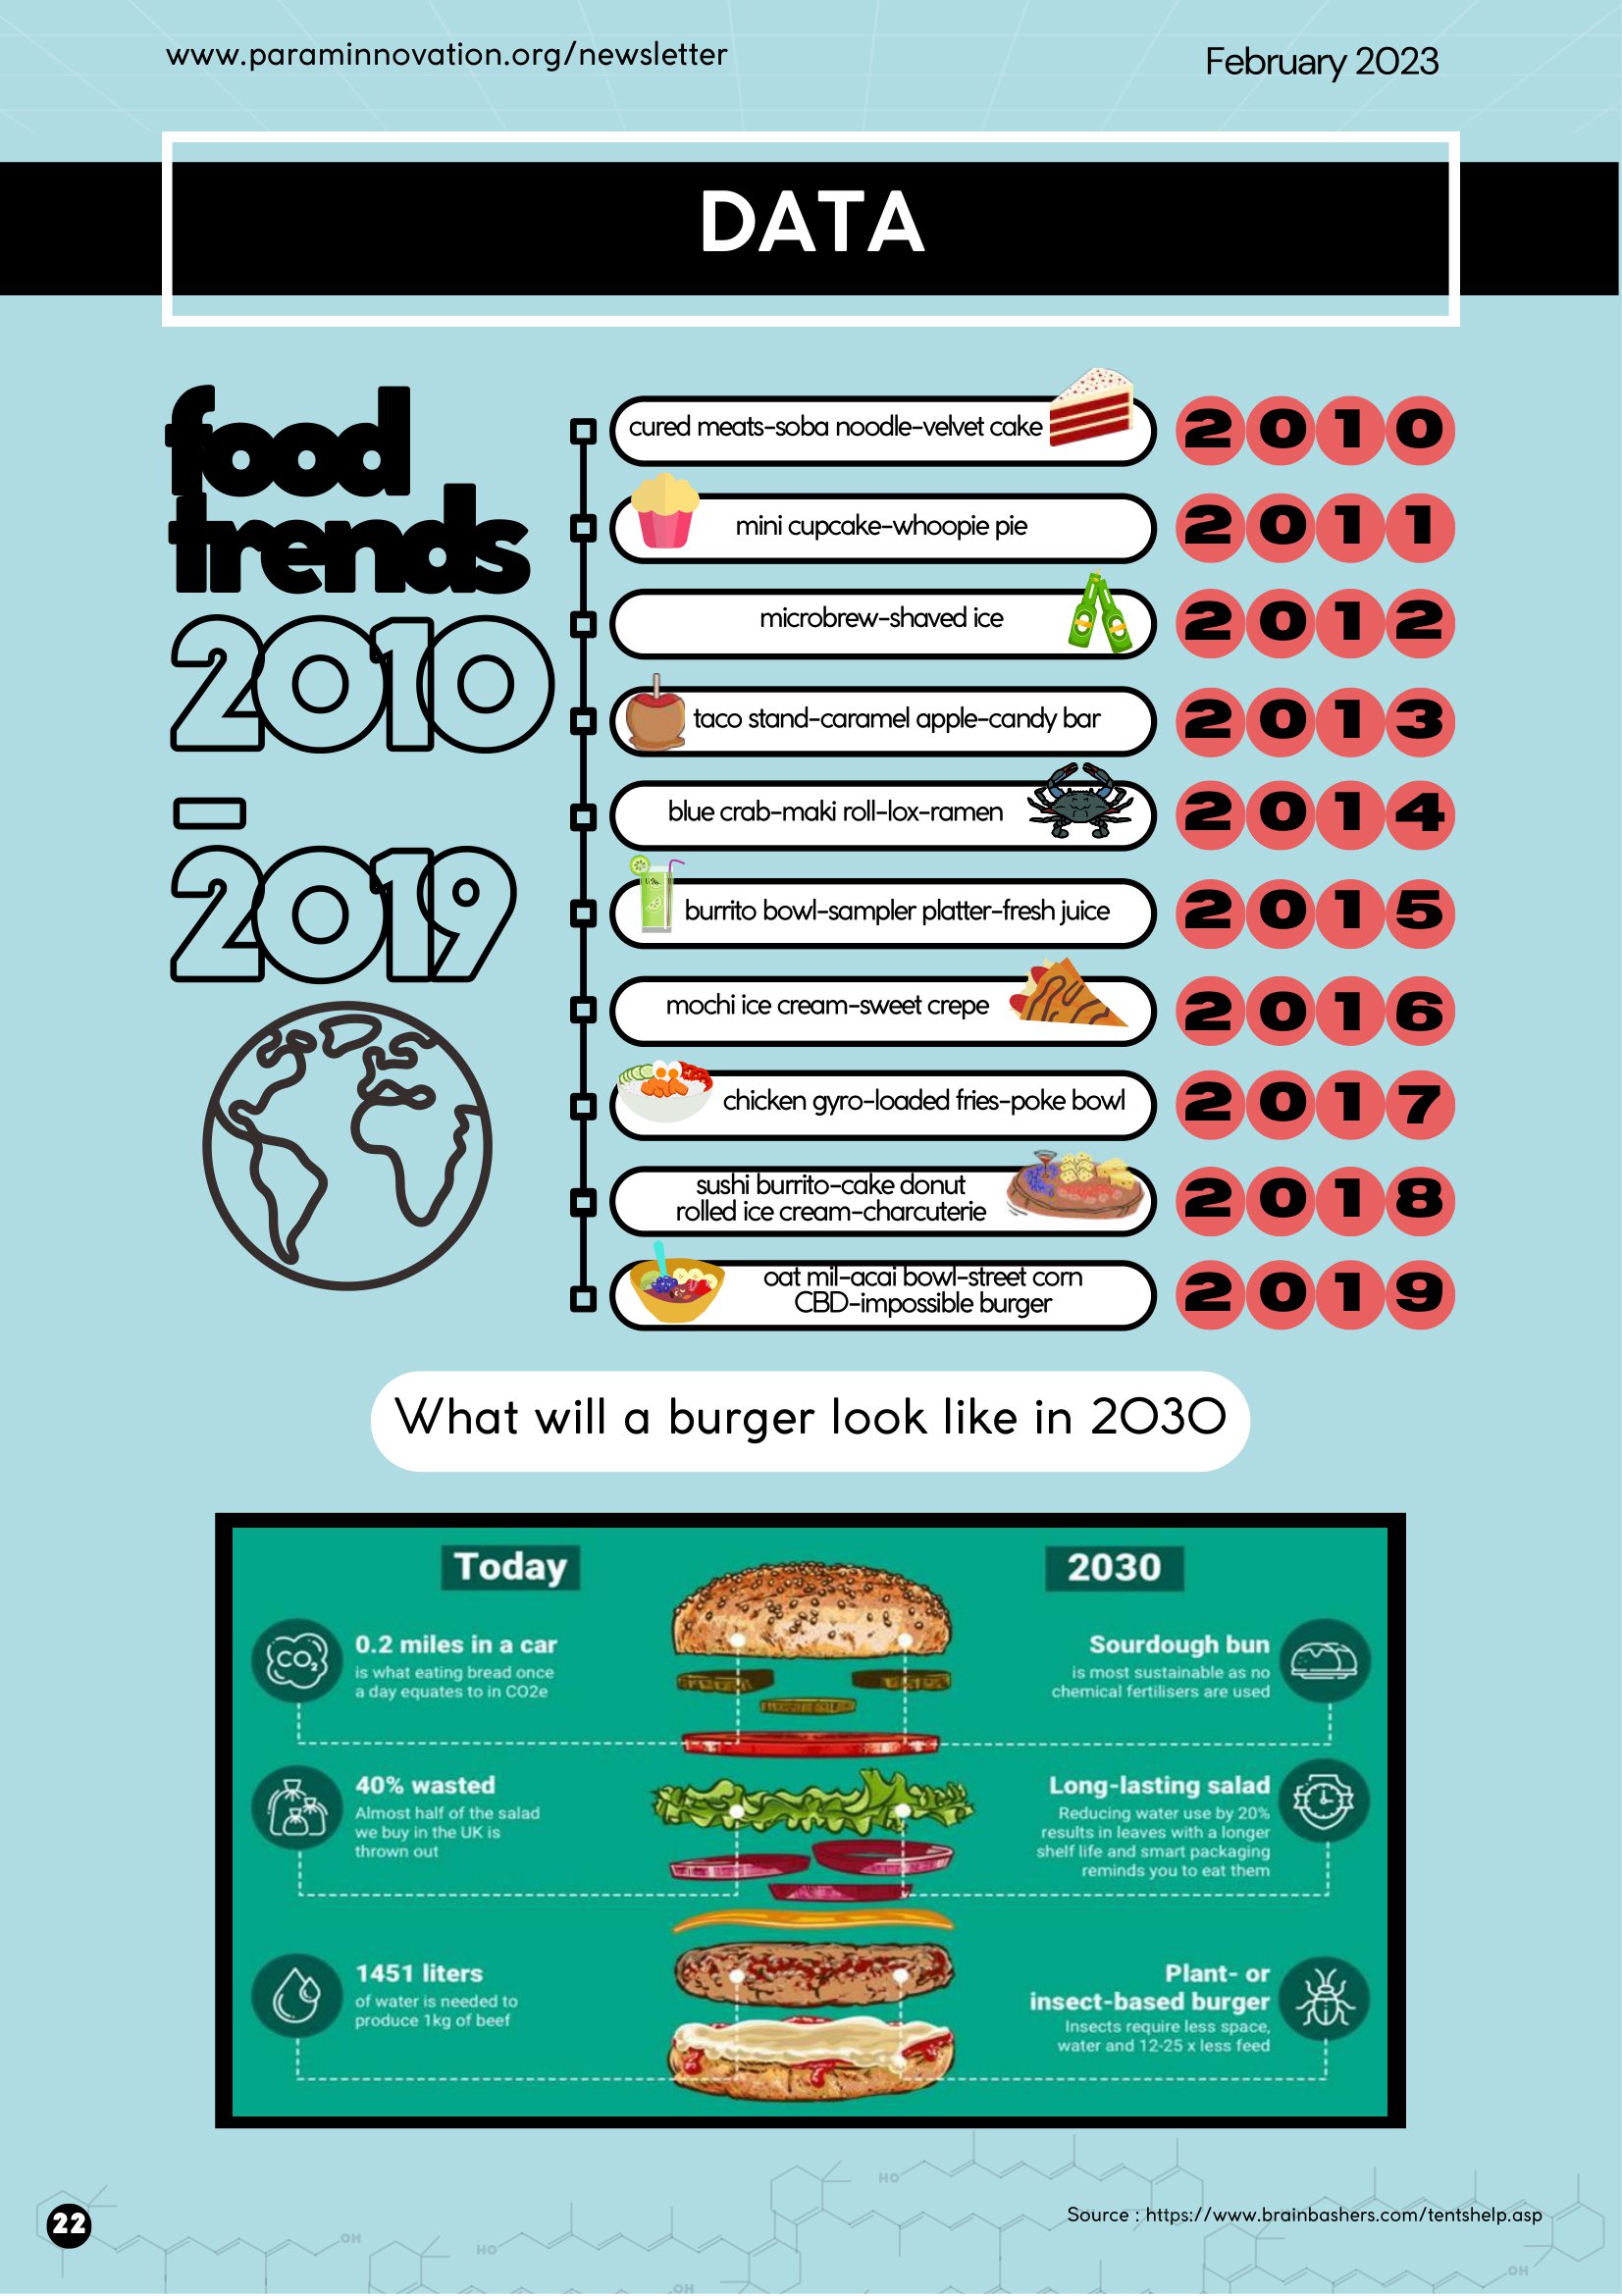 www.paraminnovation.org/newsletter
February 2023
DATA
food
trends
2010
-
2019
cured meats-soba noodle-velvet cake
2010
mini cupcake-whoopie pie
2011
microbrew-shaved ice
2012
taco stand-caramel apple-candy bar
2013
blue crab-maki roll-lox-ramen
2014
burrito bowl-sampler platter-fresh juice
2015
mochi ice cream-sweet crepe
2016
chicken gyro-loaded fries-poke bowl
2017
sushi burrito-cake donut
rolled ice cream-charcuterie
2018
oat mil-acai bowl-street corn
CBD-impossible burger
2019
What will a burger look like in 2030
Today
CO₂
0.2 miles in a car
is what eating bread once
a day equates to in CO2e
40% wasted
Almost half of the salad
we buy in the UK is
thrown out
1451 liters
of water is needed to
produce 1kg of beef
2030
Sourdough bun
is most sustainable as no
chemical fertilisers are used
Long-lasting salad
Reducing water use by 20%
results in leaves with a longer
shelf life and smart packaging
reminds you to eat them
Plant- or
insect-based burger
Insects require less space,
water and 12-25 x less feed
HO
OH
HO
OH
OH
22
Source : https://www.brainbashers.com/tentshelp.asp